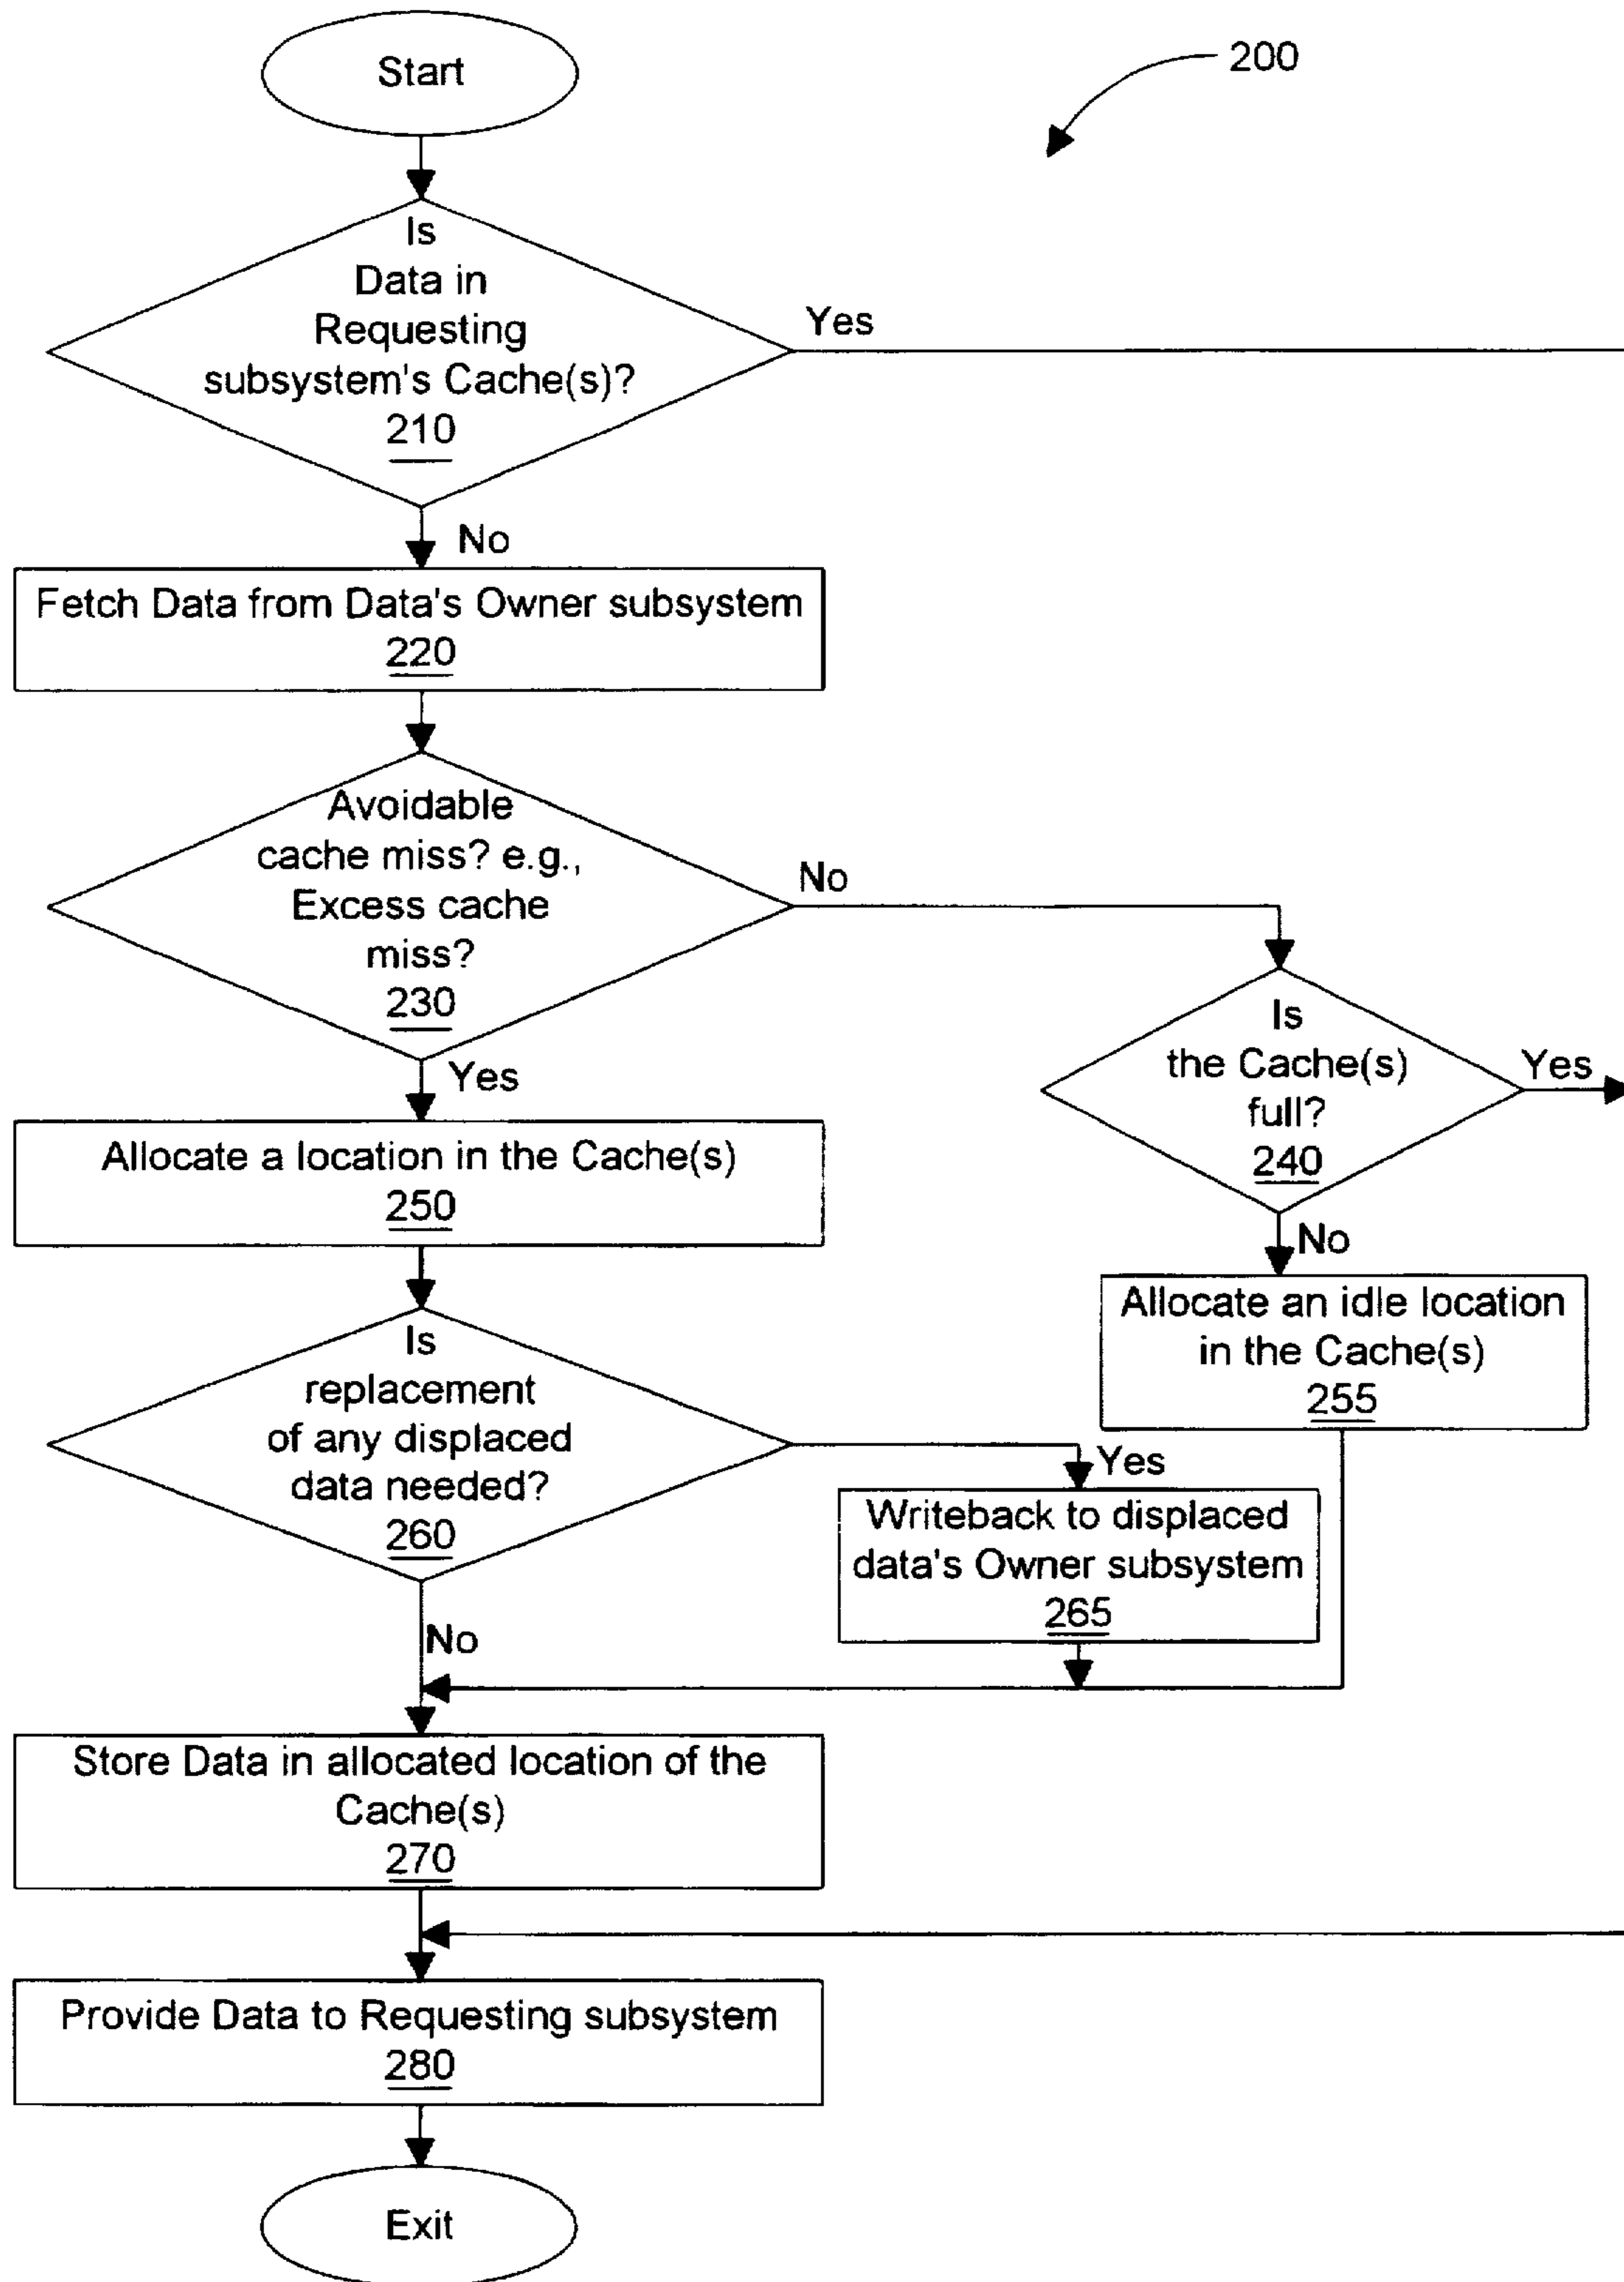 Start
200
Is
Data in
Requesting
subsystem's Cache(s)?
210
Yes
No
Fetch Data from Data's Owner subsystem
220
Avoidable
cache miss? e.g.,
Excess cache
miss?
230
No
Yes
Is
the Cache(s)
full?
240
Yes
No
Allocate a location in the Cache(s)
250
Allocate an idle location
in the Cache(s)
255
Is
replacement
of any displaced
data needed?
260
Yes
No
Writeback to displaced
data's Owner subsystem
265
Store Data in allocated location of the
Cache(s)
270
Provide Data to Requesting subsystem
280
Exit